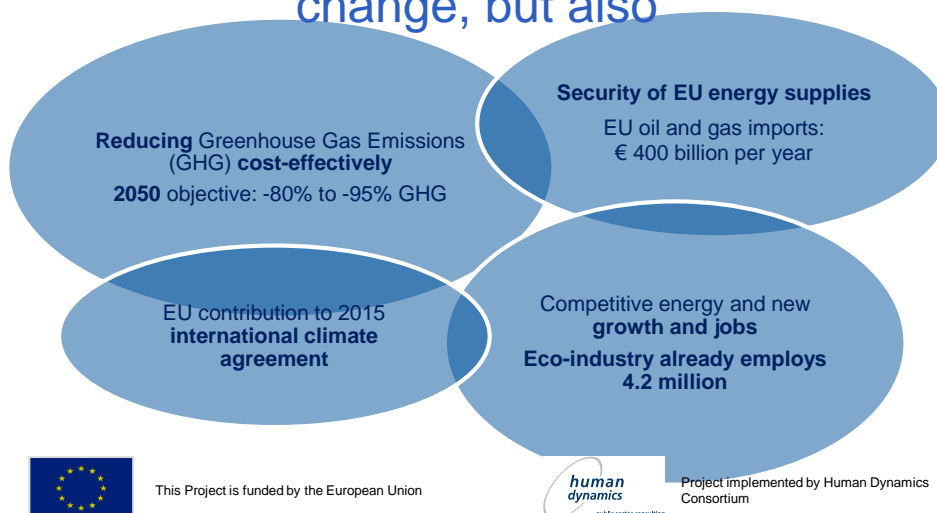 change, but also
Reducing Greenhouse Gas Emissions
(GHG) cost-effectively
2050 objective: -80% to -95% GHG
Security of EU energy supplies
EU oil and gas imports:
€ 400 billion per year
EU contribution to 2015
international climate
agreement
Competitive energy and new
growth and jobs
Eco-industry already employs
4.2 million
This Project is funded by the European Union
human
dynamics
public sector consulting
Project implemented by Human Dynamics
Consortium